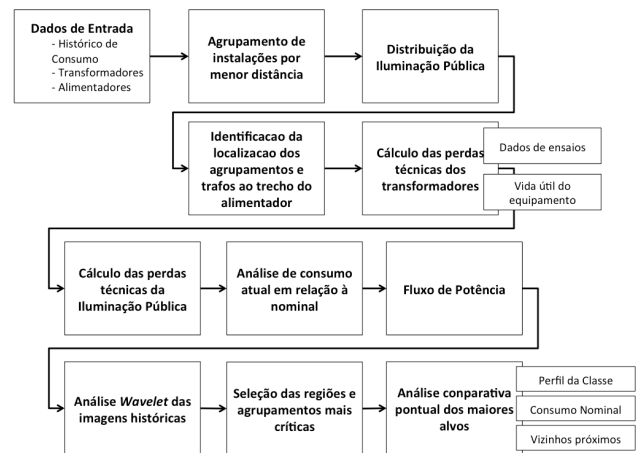 Dados de Entrada
- Histórico de
Consumo
- Transformadores
- Alimentadores
Agrupamento de
instalações por
menor distância
Distribuição da
Iluminação Pública
Identificacao da
localizacao dos
agrupamentos e
trafos ao trecho do
alimentador
Cálculo das perdas
técnicas dos
transformadores
Dados de ensaios
Vida útil do
equipamento
Cálculo das perdas
técnicas da
Iluminação Pública
Análise de consumo
atual em relação à
nominal
Fluxo de Potência
Análise Wavelet das
imagens históricas
Seleção das regiões e
agrupamentos mais
críticas
Análise conparativa
pontual dos maiores
alvos
Perfil da Classe
Consumo Nominal
Vizinhos próximos